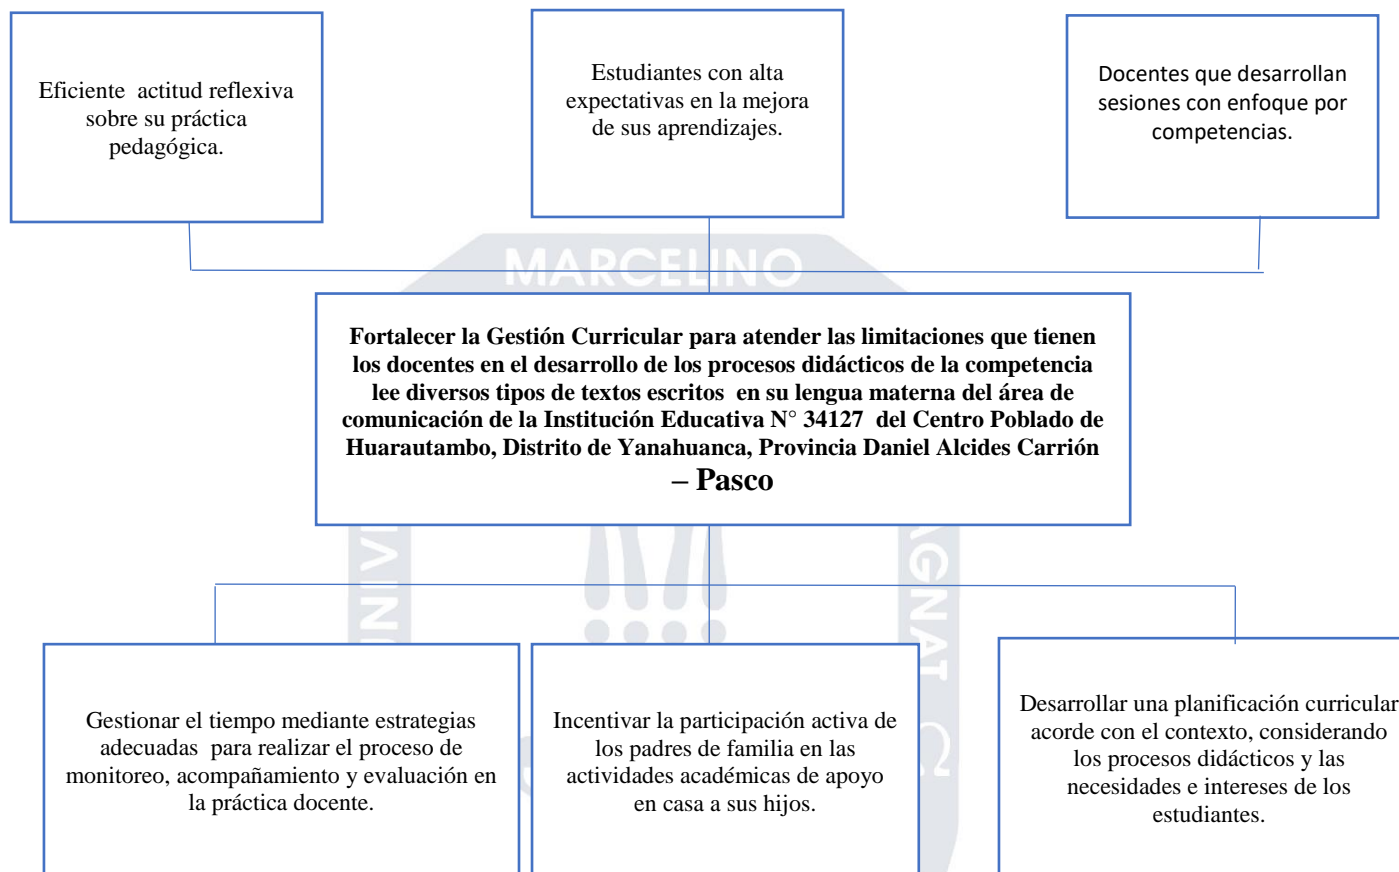 Eficiente actitud reflexiva
sobre su práctica
pedagógica.
Estudiantes con alta
expectativas en la mejora
de sus aprendizajes.
Docentes que desarrollan
sesiones con enfoque por
competencias.
MARCELINO
Fortalecer la Gestión Curricular para atender las limitaciones que tienen
los docentes en el desarrollo de los procesos didácticos de la competencia
lee diversos tipos de textos escritos en su lengua materna del área de
comunicación de la Institución Educativa N° 34127 del Centro Poblado de
Huarautambo, Distrito de Yanahuanca, Provincia Daniel Alcides Carrión
– Pasco
UNIV
AGNAT
Gestionar el tiempo mediante estrategias
adecuadas para realizar el proceso de
monitoreo, acompañamiento y evaluación en
la práctica docente.
Incentivar la participación activa de
los padres de familia en las
actividades académicas de apoyo
en casa a sus hijos.
Desarrollar una planificación curricular
acorde con el contexto, considerando
los procesos didácticos y las
necesidades e intereses de los
estudiantes.